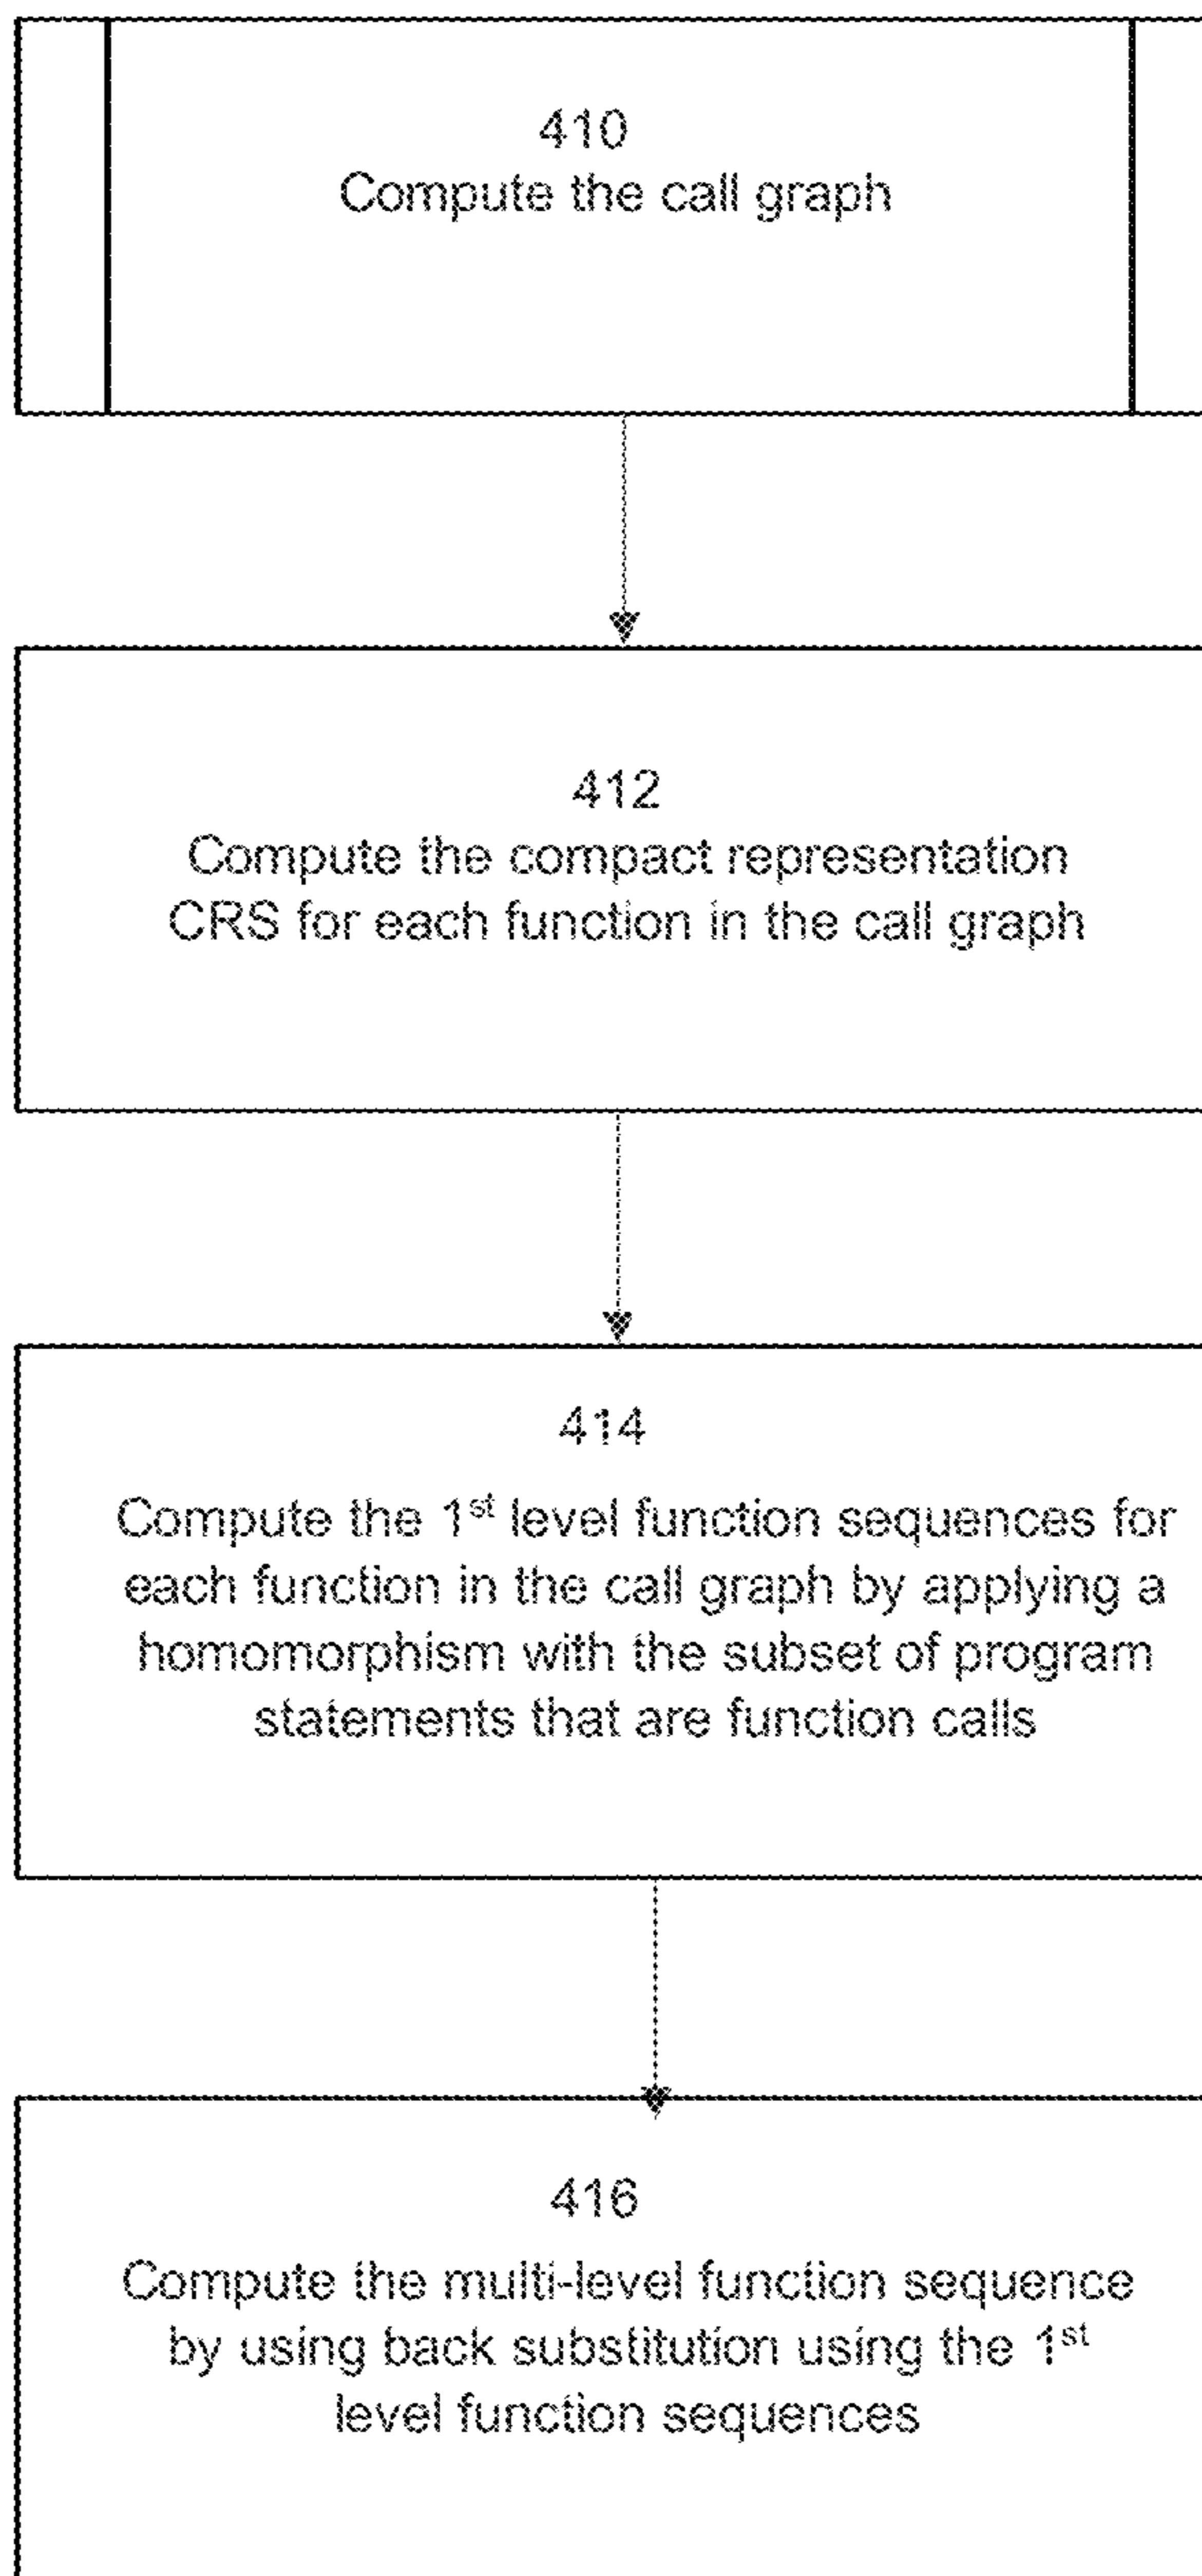 410
Compute the call graph
412
Compute the compact representation
CRS for each function in the call graph
414
Compute the 1st level function sequences for
each function in the call graph by applying a
homomorphism with the subset of program
statements that are function calls
416
Compute the multi-level function sequence
by using back substitution using the 1st
level function sequences